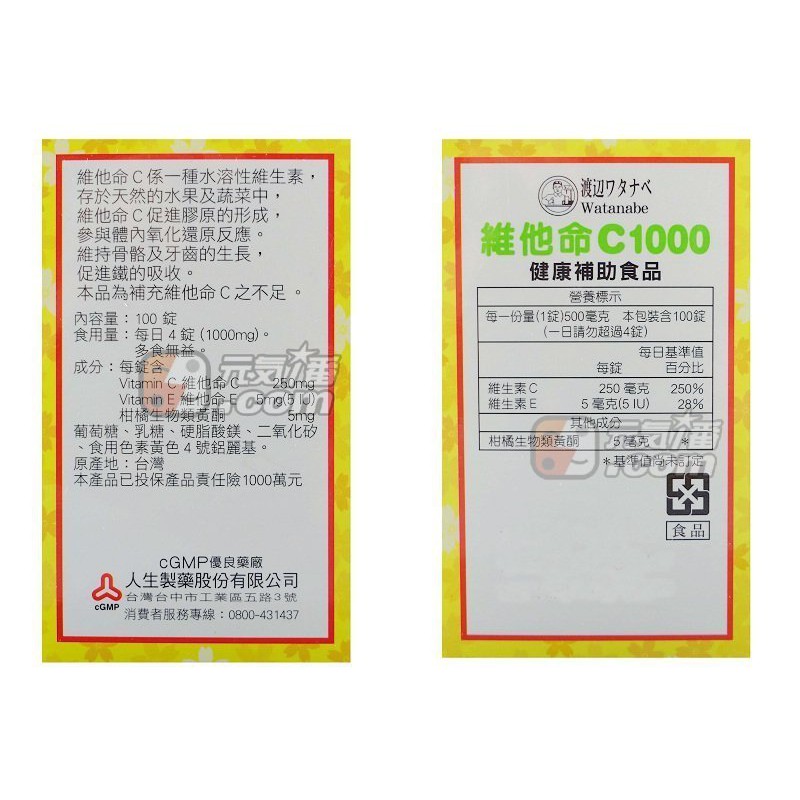 維他命C係一種水溶性維生素，
存於天然的水果及蔬菜中，
維他命C促進膠原的形成，
參與體內氧化還原反應。
維持骨骼及牙齒的生長，
促進鐵的吸收。
本品為補充維他命C之不足。
內容量：100 錠
食用量：每日4錠 (1000mg)。
多食無益。
成分：每錠含
Vitamin C 維他命C 250mg
Vitamin E 維他命E 5mg(5 IU)
柑橘生物類黃酮 5mg
葡萄糖、乳糖、硬脂酸鎂、二氧化矽
、食用色素黃色4號鋁麗基。
原產地：台灣
本產品已投保產品責任險1000萬元
cGMP優良藥廠
cGMP
人生製藥股份有限公司
台灣台中市工業區五路3號
消費者服務專線：0800-431437
元氣i檔
r·com
渡辺ワタナベ
Watanabe
維他命C1000
健康補助食品
營養標示
每一份量(1錠)500毫克 本包裝含100錠
(一日請勿超過4錠)
每日基準值
每錠 百分比
維生素C 250 毫克 250%
維生素E 5 毫克(5 IU) 28%
其他成分
柑橘生物類黃酮 5 毫克 *
*基準值尚未訂定
食品